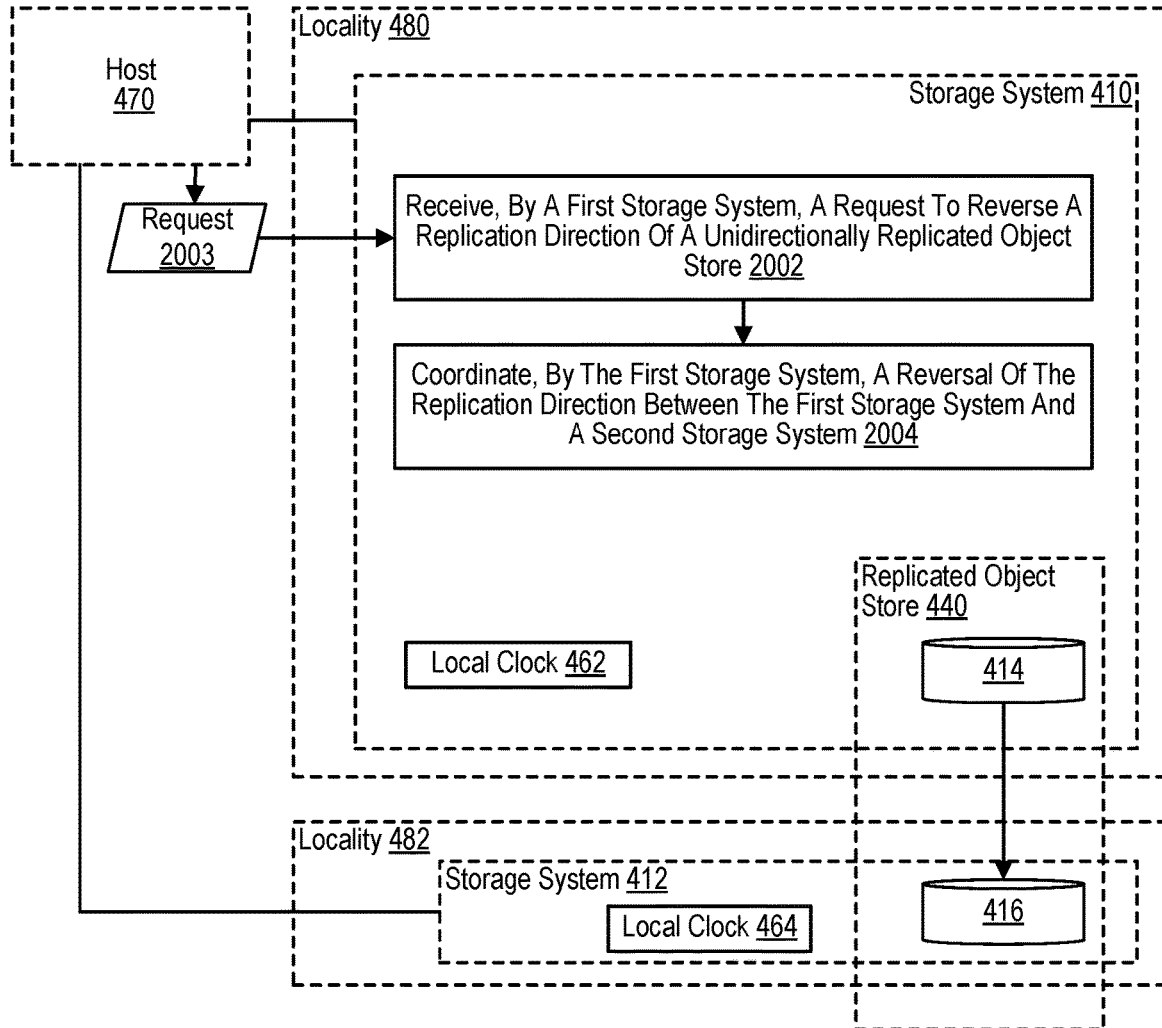 Locality 480
Host
470
Storage System 410
Request
2003
Receive, By A First Storage System, A Request To Reverse A
Replication Direction Of A Unidirectionally Replicated Object
Store 2002
Coordinate, By The First Storage System, A Reversal Of The
Replication Direction Between The First Storage System And
A Second Storage System 2004
Replicated Object
Store 440
Local Clock 462
414
Locality 482
Storage System 412
416
Local Clock 464